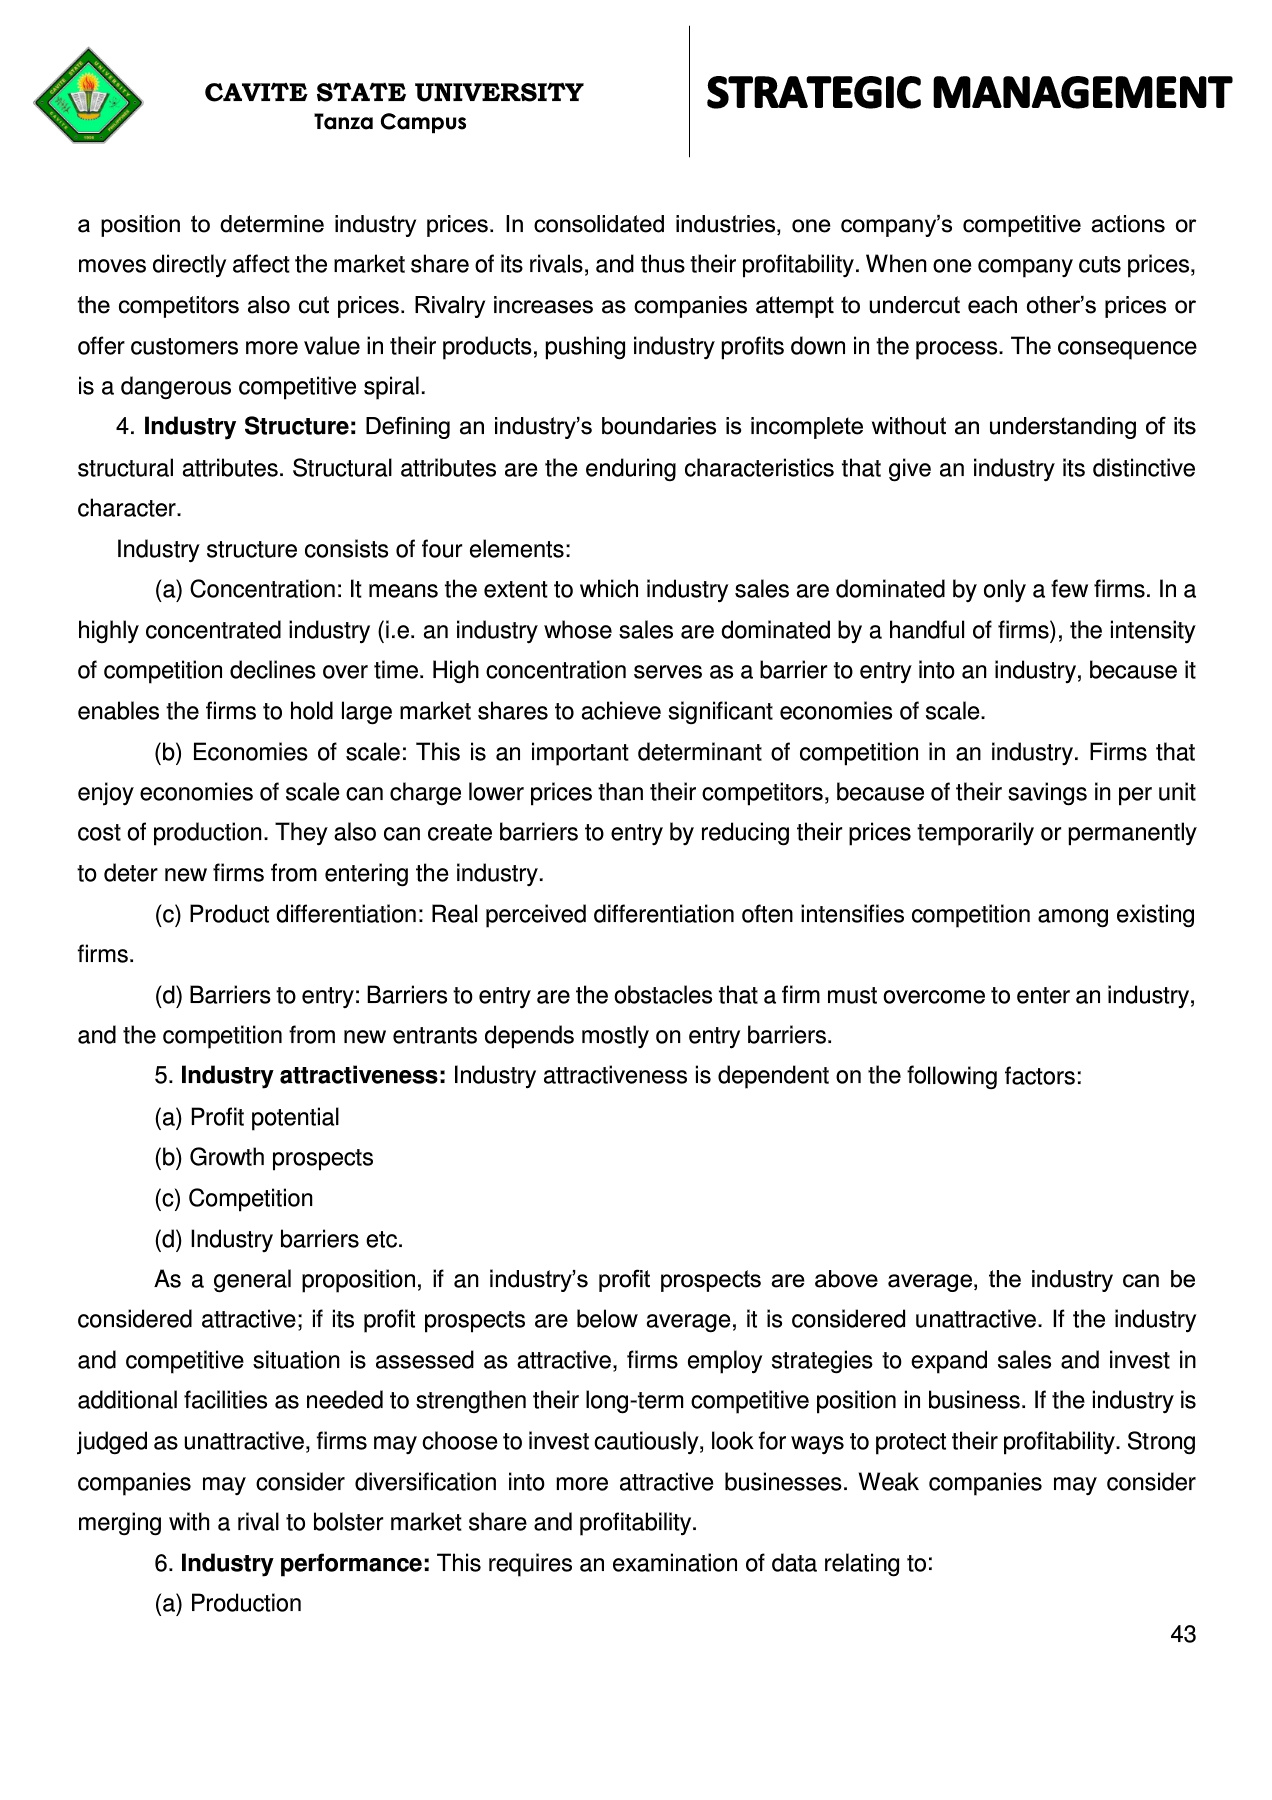 CAVITE STATE UNIVERSITY
Tanza Campus
STRATEGIC MANAGEMENT
a position to determine industry prices. In consolidated industries, one company’s competitive actions or
moves directly affect the market share of its rivals, and thus their profitability. When one company cuts prices,
the competitors also cut prices. Rivalry increases as companies attempt to undercut each other’s prices or
offer customers more value in their products, pushing industry profits down in the process. The consequence
is a dangerous competitive spiral.
4. Industry Structure: Defining an industry’s boundaries is incomplete without an understanding of its
structural attributes. Structural attributes are the enduring characteristics that give an industry its distinctive
character.
Industry structure consists of four elements:
(a) Concentration: It means the extent to which industry sales are dominated by only a few firms. In a
highly concentrated industry (i.e. an industry whose sales are dominated by a handful of firms), the intensity
of competition declines over time. High concentration serves as a barrier to entry into an industry, because it
enables the firms to hold large market shares to achieve significant economies of scale.
(b) Economies of scale: This is an important determinant of competition in an industry. Firms that
enjoy economies of scale can charge lower prices than their competitors, because of their savings in per unit
cost of production. They also can create barriers to entry by reducing their prices temporarily or permanently
to deter new firms from entering the industry.
(c) Product differentiation: Real perceived differentiation often intensifies competition among existing
firms.
(d) Barriers to entry: Barriers to entry are the obstacles that a firm must overcome to enter an industry,
and the competition from new entrants depends mostly on entry barriers.
5. Industry attractiveness: Industry attractiveness is dependent on the following factors:
(a) Profit potential
(b) Growth prospects
(c) Competition
(d) Industry barriers etc.
As a general proposition, if an industry’s profit prospects are above average, the industry can be
considered attractive; if its profit prospects are below average, it is considered unattractive. If the industry
and competitive situation is assessed as attractive, firms employ strategies to expand sales and invest in
additional facilities as needed to strengthen their long-term competitive position in business. If the industry is
judged as unattractive, firms may choose to invest cautiously, look for ways to protect their profitability. Strong
companies may consider diversification into more attractive businesses. Weak companies may consider
merging with a rival to bolster market share and profitability.
6. Industry performance: This requires an examination of data relating to:
(a) Production
43